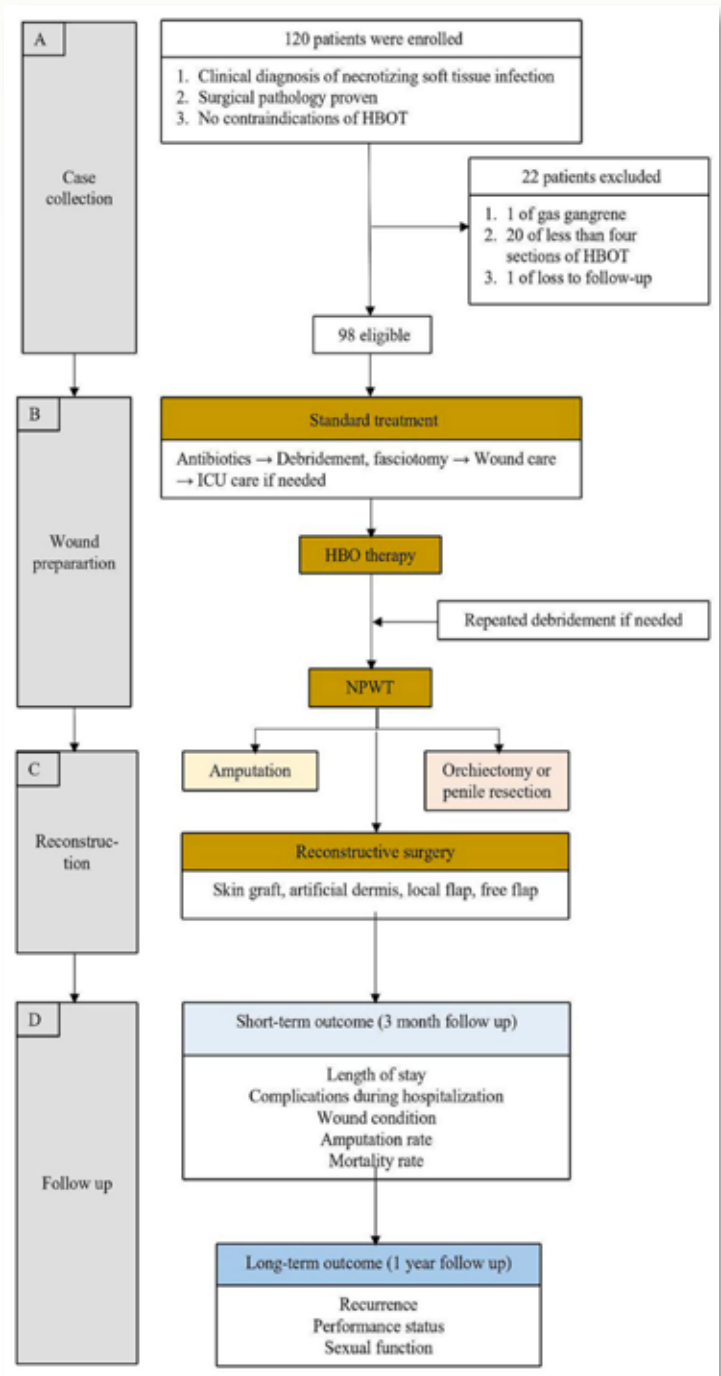 A
Case
collection
120 patients were enrolled
1. Clinical diagnosis of necrotizing soft tissue infection
2. Surgical pathology proven
3. No contraindications of HBOT
22 patients excluded
1. 1 of gas gangrene
2. 20 of less than four
sections of HBOT
3. 1 of loss to follow-up
98 eligible
B
Wound
preparartion
Standard treatment
Antibiotics → Debridement, fasciotomy → Wound care
→ ICU care if needed
HBO therapy
Repeated debridement if needed
NPWT
C
Reconstruc-
tion
Amputation
Orchiectomy or
penile resection
Reconstructive surgery
Skin graft, artificial dermis, local flap, free flap
D
Follow up
Short-term outcome (3 month follow up)
Length of stay
Complications during hospitalization
Wound condition
Amputation rate
Mortality rate
Long-term outcome (1 year follow up)
Recurrence
Performance status
Sexual function